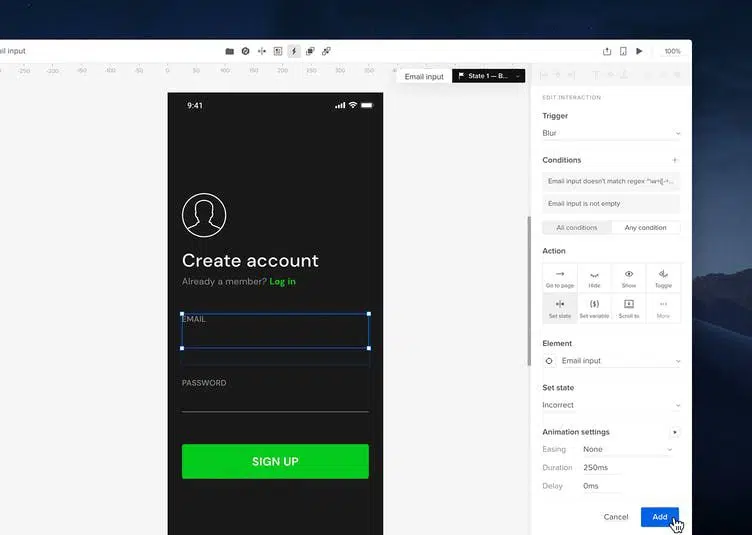 ail input
100%
-250
-200
-150
-100
-50
0
50
100
150
200
250
300
350
Email input
State 1 — B...
9:41
Create account
Already a member? Log in
EMAIL
PASSWORD
SIGN UP
EDIT INTERACTION
Trigger
Blur
Conditions
Email input doesn't match regex
Email input is not empty
All conditions
Any condition
Action
Go to page
Hide
Show
Toggle
Set state
Set variable
Scroll to
More
Element
Email input
Set state
Incorrect
Animation settings
Easing
None
Duration
250ms
Delay
0ms
Cancel
Add